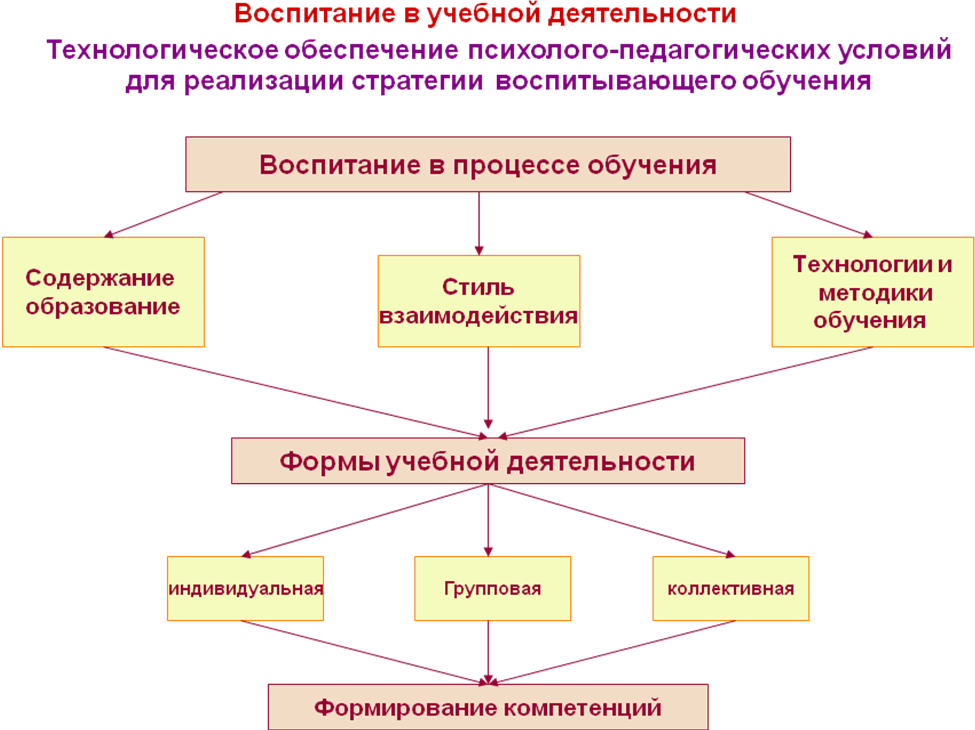 Воспитание в учебной деятельности
Технологическое обеспечение психолого-педагогических условий
для реализации стратегии воспитывающего обучения
Воспитание в процессе обучения
Содержание
образование
Стиль
взаимодействия
Технологии и
методики
обучения
Формы учебной деятельности
индивидуальная
Групповая
коллективная
Формирование компетенций